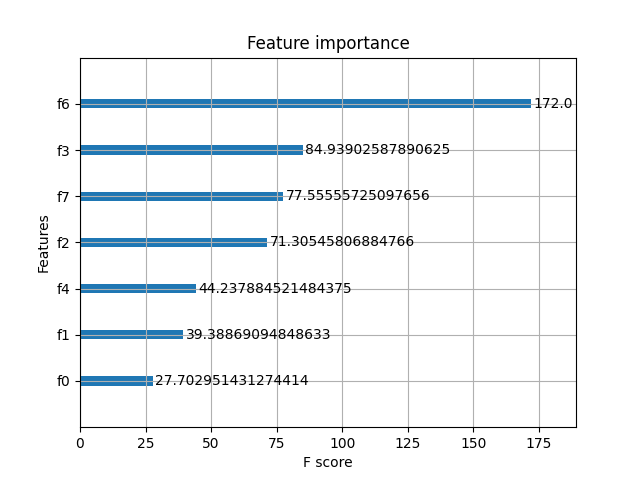 Feature importance
Features
f6 172.0
f3 84.93902587890625
f7 77.55555725097656
f2 71.30545806884766
f4 44.237884521484375
f1 39.38869094848633
f0 27.702951431274414
0 25 50 75 100 125 150 175
F score